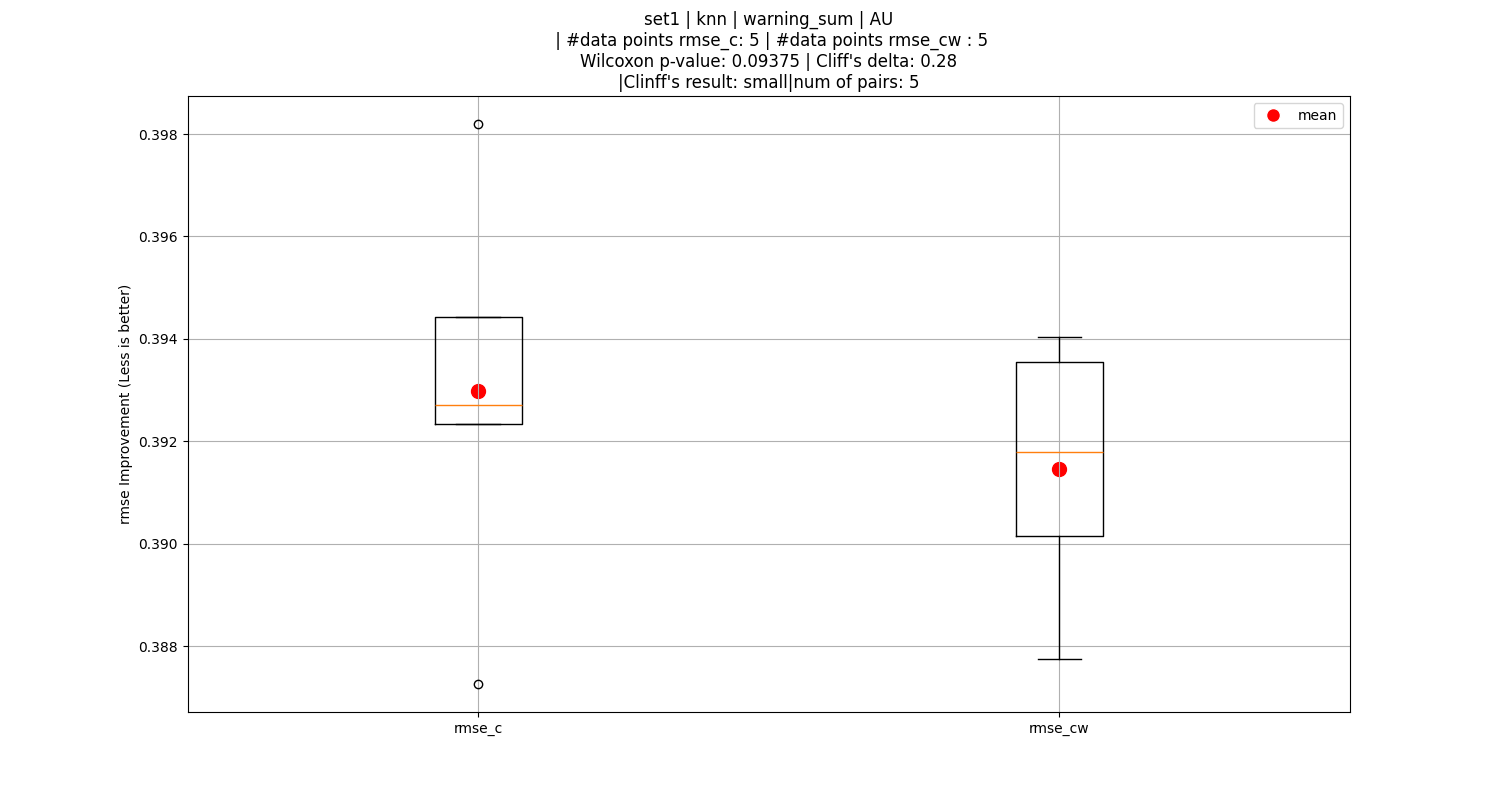 set1 | knn | warning_sum | AU
| #data points rmse_c: 5 | #data points rmse_cw : 5
Wilcoxon p-value: 0.09375 | Cliff's delta: 0.28
|Clinff's result: small|num of pairs: 5
mean
rmse Improvement (Less is better)
0.398
0.396
0.394
0.392
0.390
0.388
rmse_c
rmse_cw